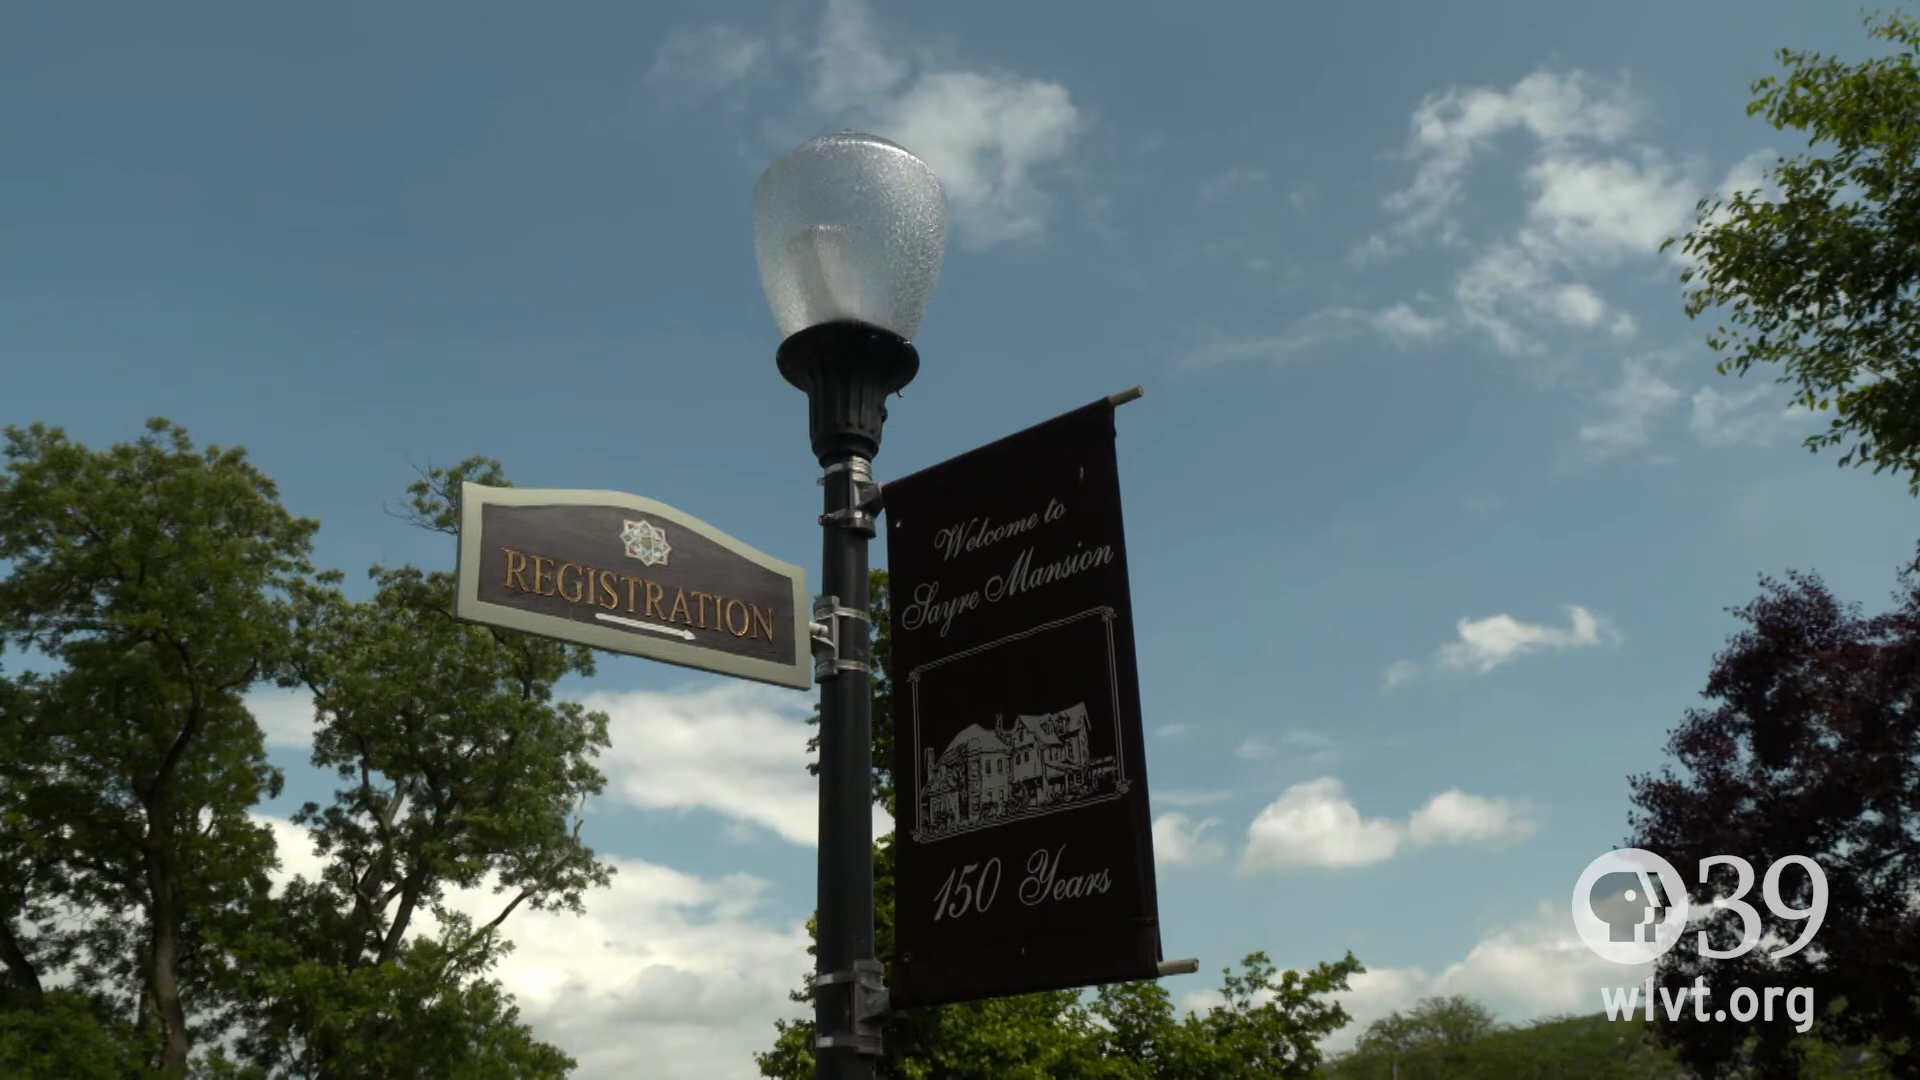 REGISTRATION
Welcome to
Sayre Mansion
150 Years
39
wlvt.org